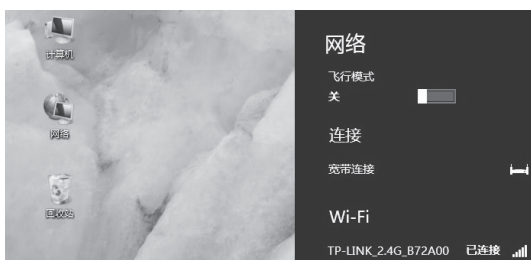 计算机
网络
回收站
网络
飞行模式
关
连接
宽带连接
Wi-Fi
TP-LINK_2.4G_B72A00 已连接